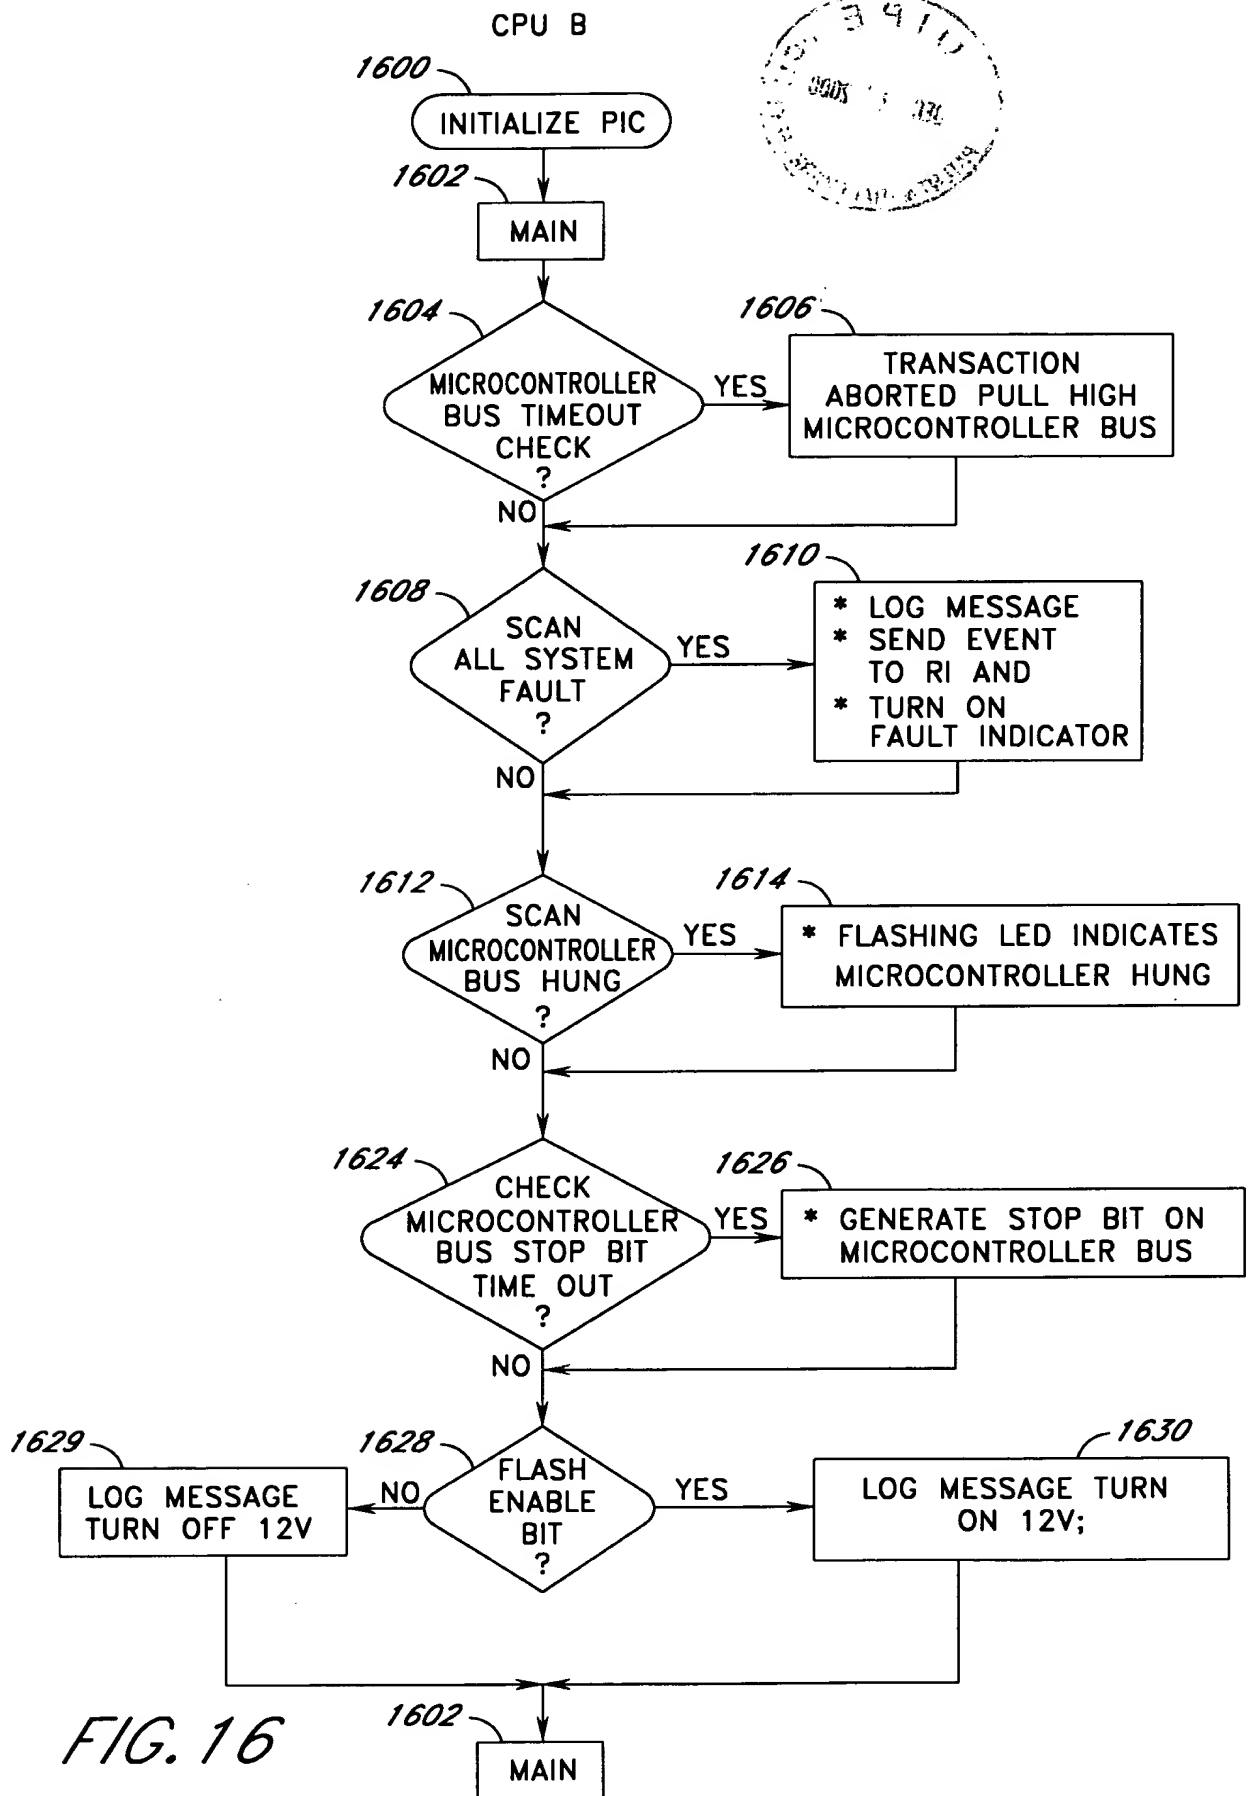 CPU B
1600
INITIALIZE PIC
1602
MAIN
1604
MICROCONTROLLER
BUS TIMEOUT
CHECK
?
YES
NO
1606
TRANSACTION
ABORTED PULL HIGH
MICROCONTROLLER BUS
1608
SCAN
ALL SYSTEM
FAULT
?
YES
NO
1610
* LOG MESSAGE
* SEND EVENT
TO RI AND
* TURN ON
FAULT INDICATOR
1612
SCAN
MICROCONTROLLER
BUS HUNG
?
YES
NO
1614
* FLASHING LED INDICATES
MICROCONTROLLER HUNG
1624
CHECK
MICROCONTROLLER
BUS STOP BIT
TIME OUT
?
YES
NO
1626
* GENERATE STOP BIT ON
MICROCONTROLLER BUS
1628
FLASH
ENABLE
BIT
?
NO
YES
1629
LOG MESSAGE
TURN OFF 12V
1630
LOG MESSAGE TURN
ON 12V;
1602
MAIN
FIG. 16